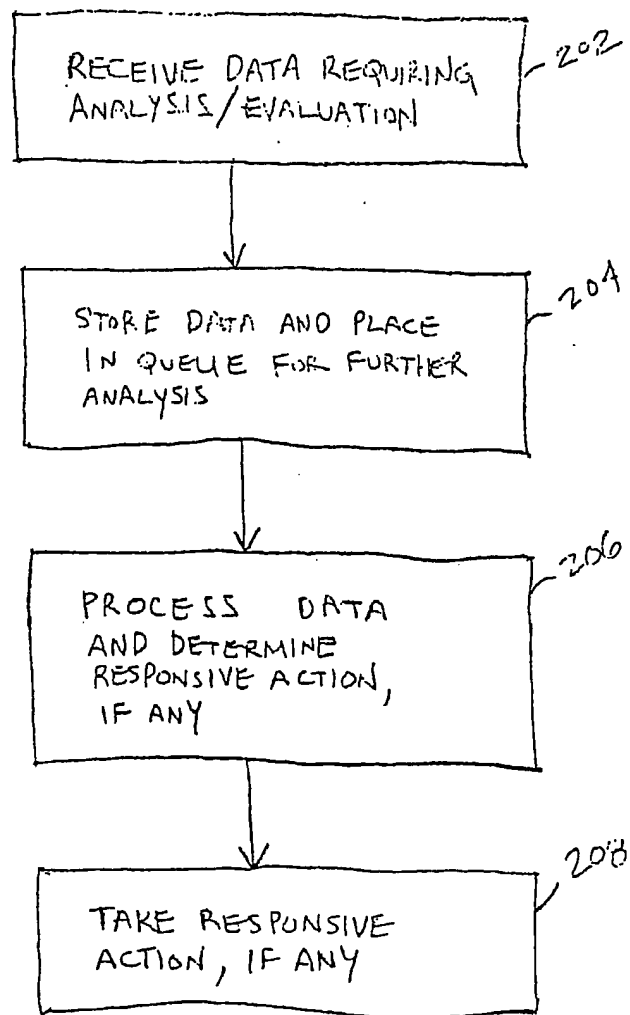 RECEIVE DATA REQUIRING
ANALYSIS/EVALUATION
202
STORE DATA AND PLACE
IN QUEUE FOR FURTHER
ANALYSIS
204
PROCESS DATA
AND DETERMINE
RESPONSIVE ACTION,
IF ANY
206
TAKE RESPONSIVE
ACTION, IF ANY
208